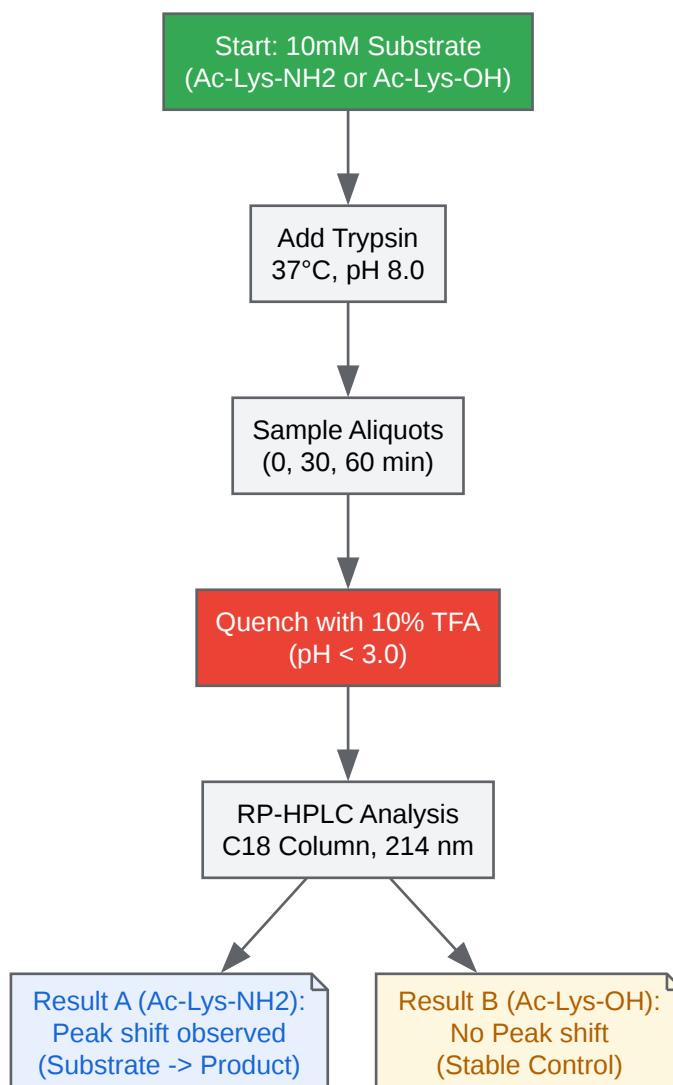 Start: 10mM Substrate
(Ac-Lys-NH2 or Ac-Lys-OH)
Add Trypsin
37°C, pH 8.0
Sample Aliquots
(0, 30, 60 min)
Quench with 10% TFA
(pH < 3.0)
RP-HPLC Analysis
C18 Column, 214 nm
Result A (Ac-Lys-NH2):
Peak shift observed
(Substrate -> Product)
Result B (Ac-Lys-OH):
No Peak shift
(Stable Control)